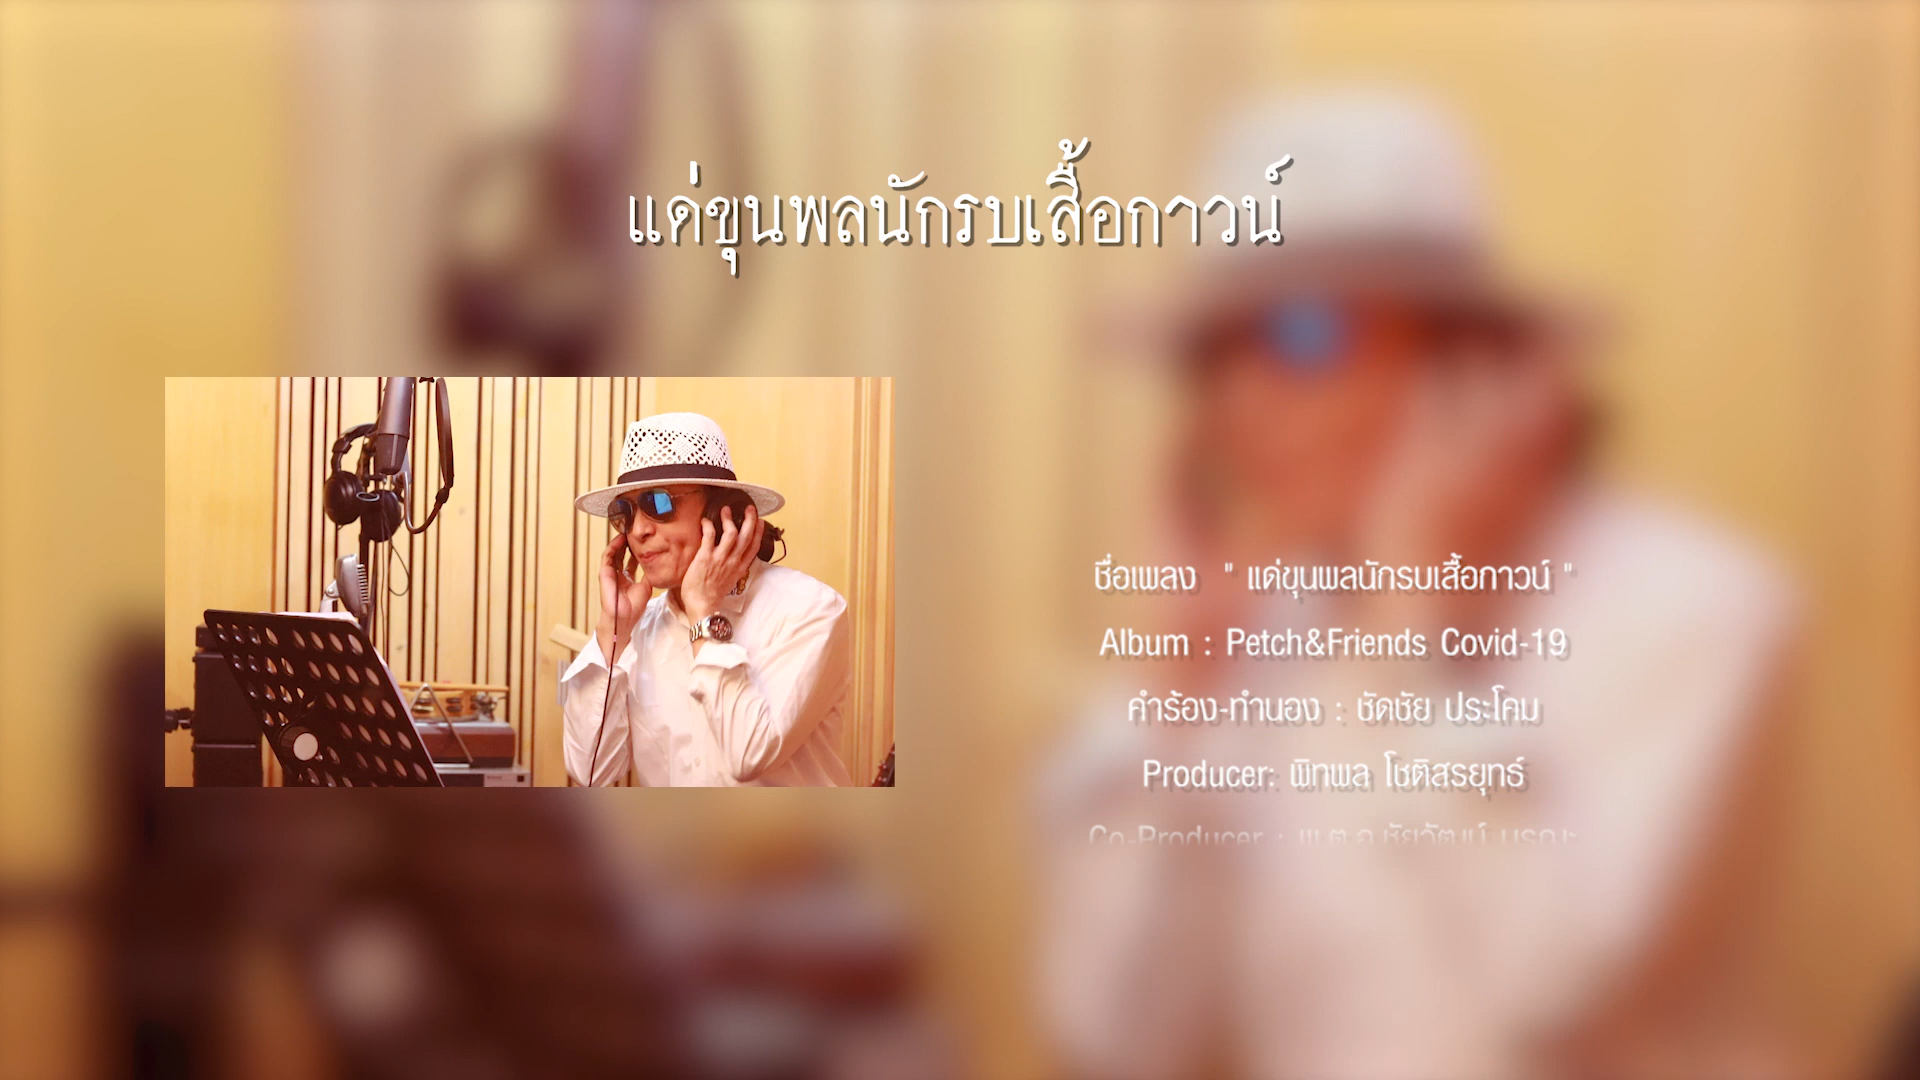 แด่ขุนพลนักรบเสื้อกาวน์
ชื่อเพลง " แด่ขุนพลนักรบเสื้อกาวน์ "
Album : Petch&Friends Covid-19
คำร้อง-ทำนอง : ชัดชัย ประโคม
Producer: พิทพล โชติสรยุทธ์
Co-Producer :